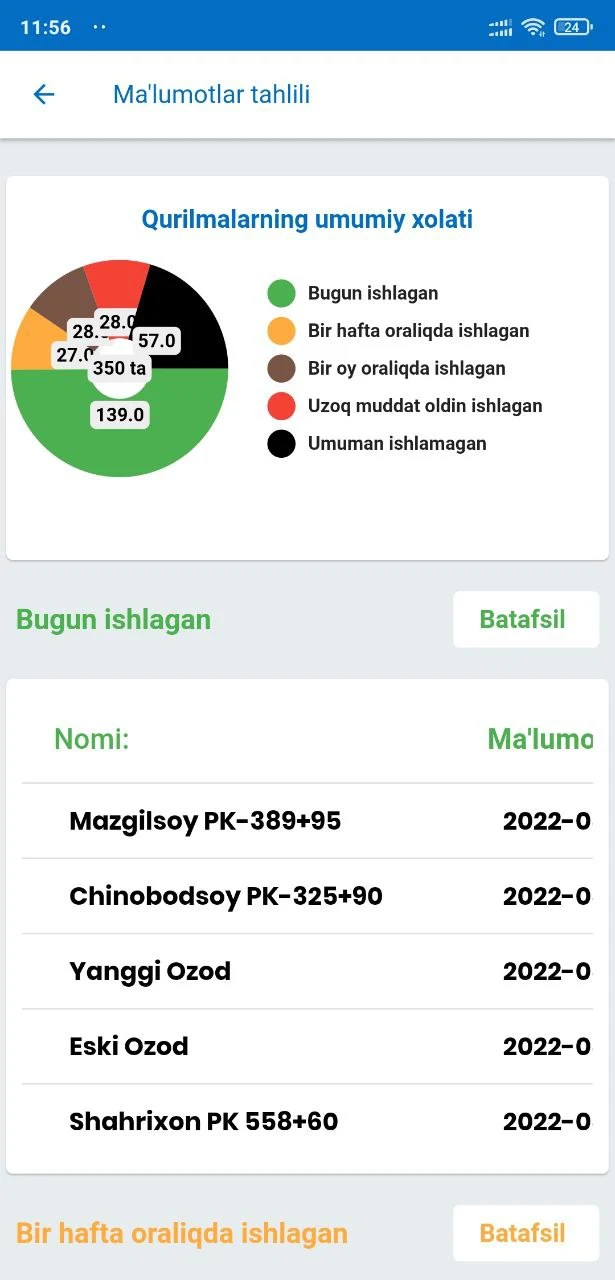 11:56
24
Ma'lumotlar tahlili
Qurilmalarning umumiy xolati
28.0
57.0
27.0
350 ta
139.0
Bugun ishlagan
Bir hafta oraliqda ishlagan
Bir oy oraliqda ishlagan
Uzoq muddat oldin ishlagan
Umuman ishlamagan
Bugun ishlagan
Batafsil
Nomi: Ma'lumo
Mazgilsoy PK-389+95 2022-0
Chinobodsoy PK-325+90 2022-0
Yanggi Ozod 2022-0
Eski Ozod 2022-0
Shahrixon PK 558+60 2022-0
Bir hafta oraliqda ishlagan
Batafsil